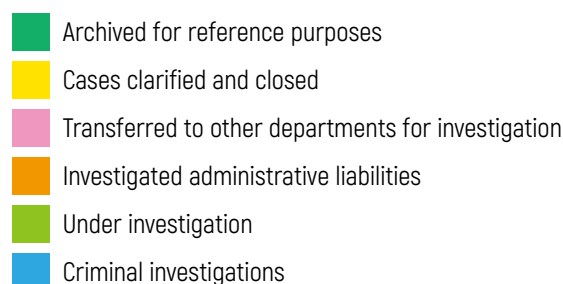 Archived for reference purposes
Cases clarified and closed
Transferred to other departments for investigation
Investigated administrative liabilities
Under investigation
Criminal investigations